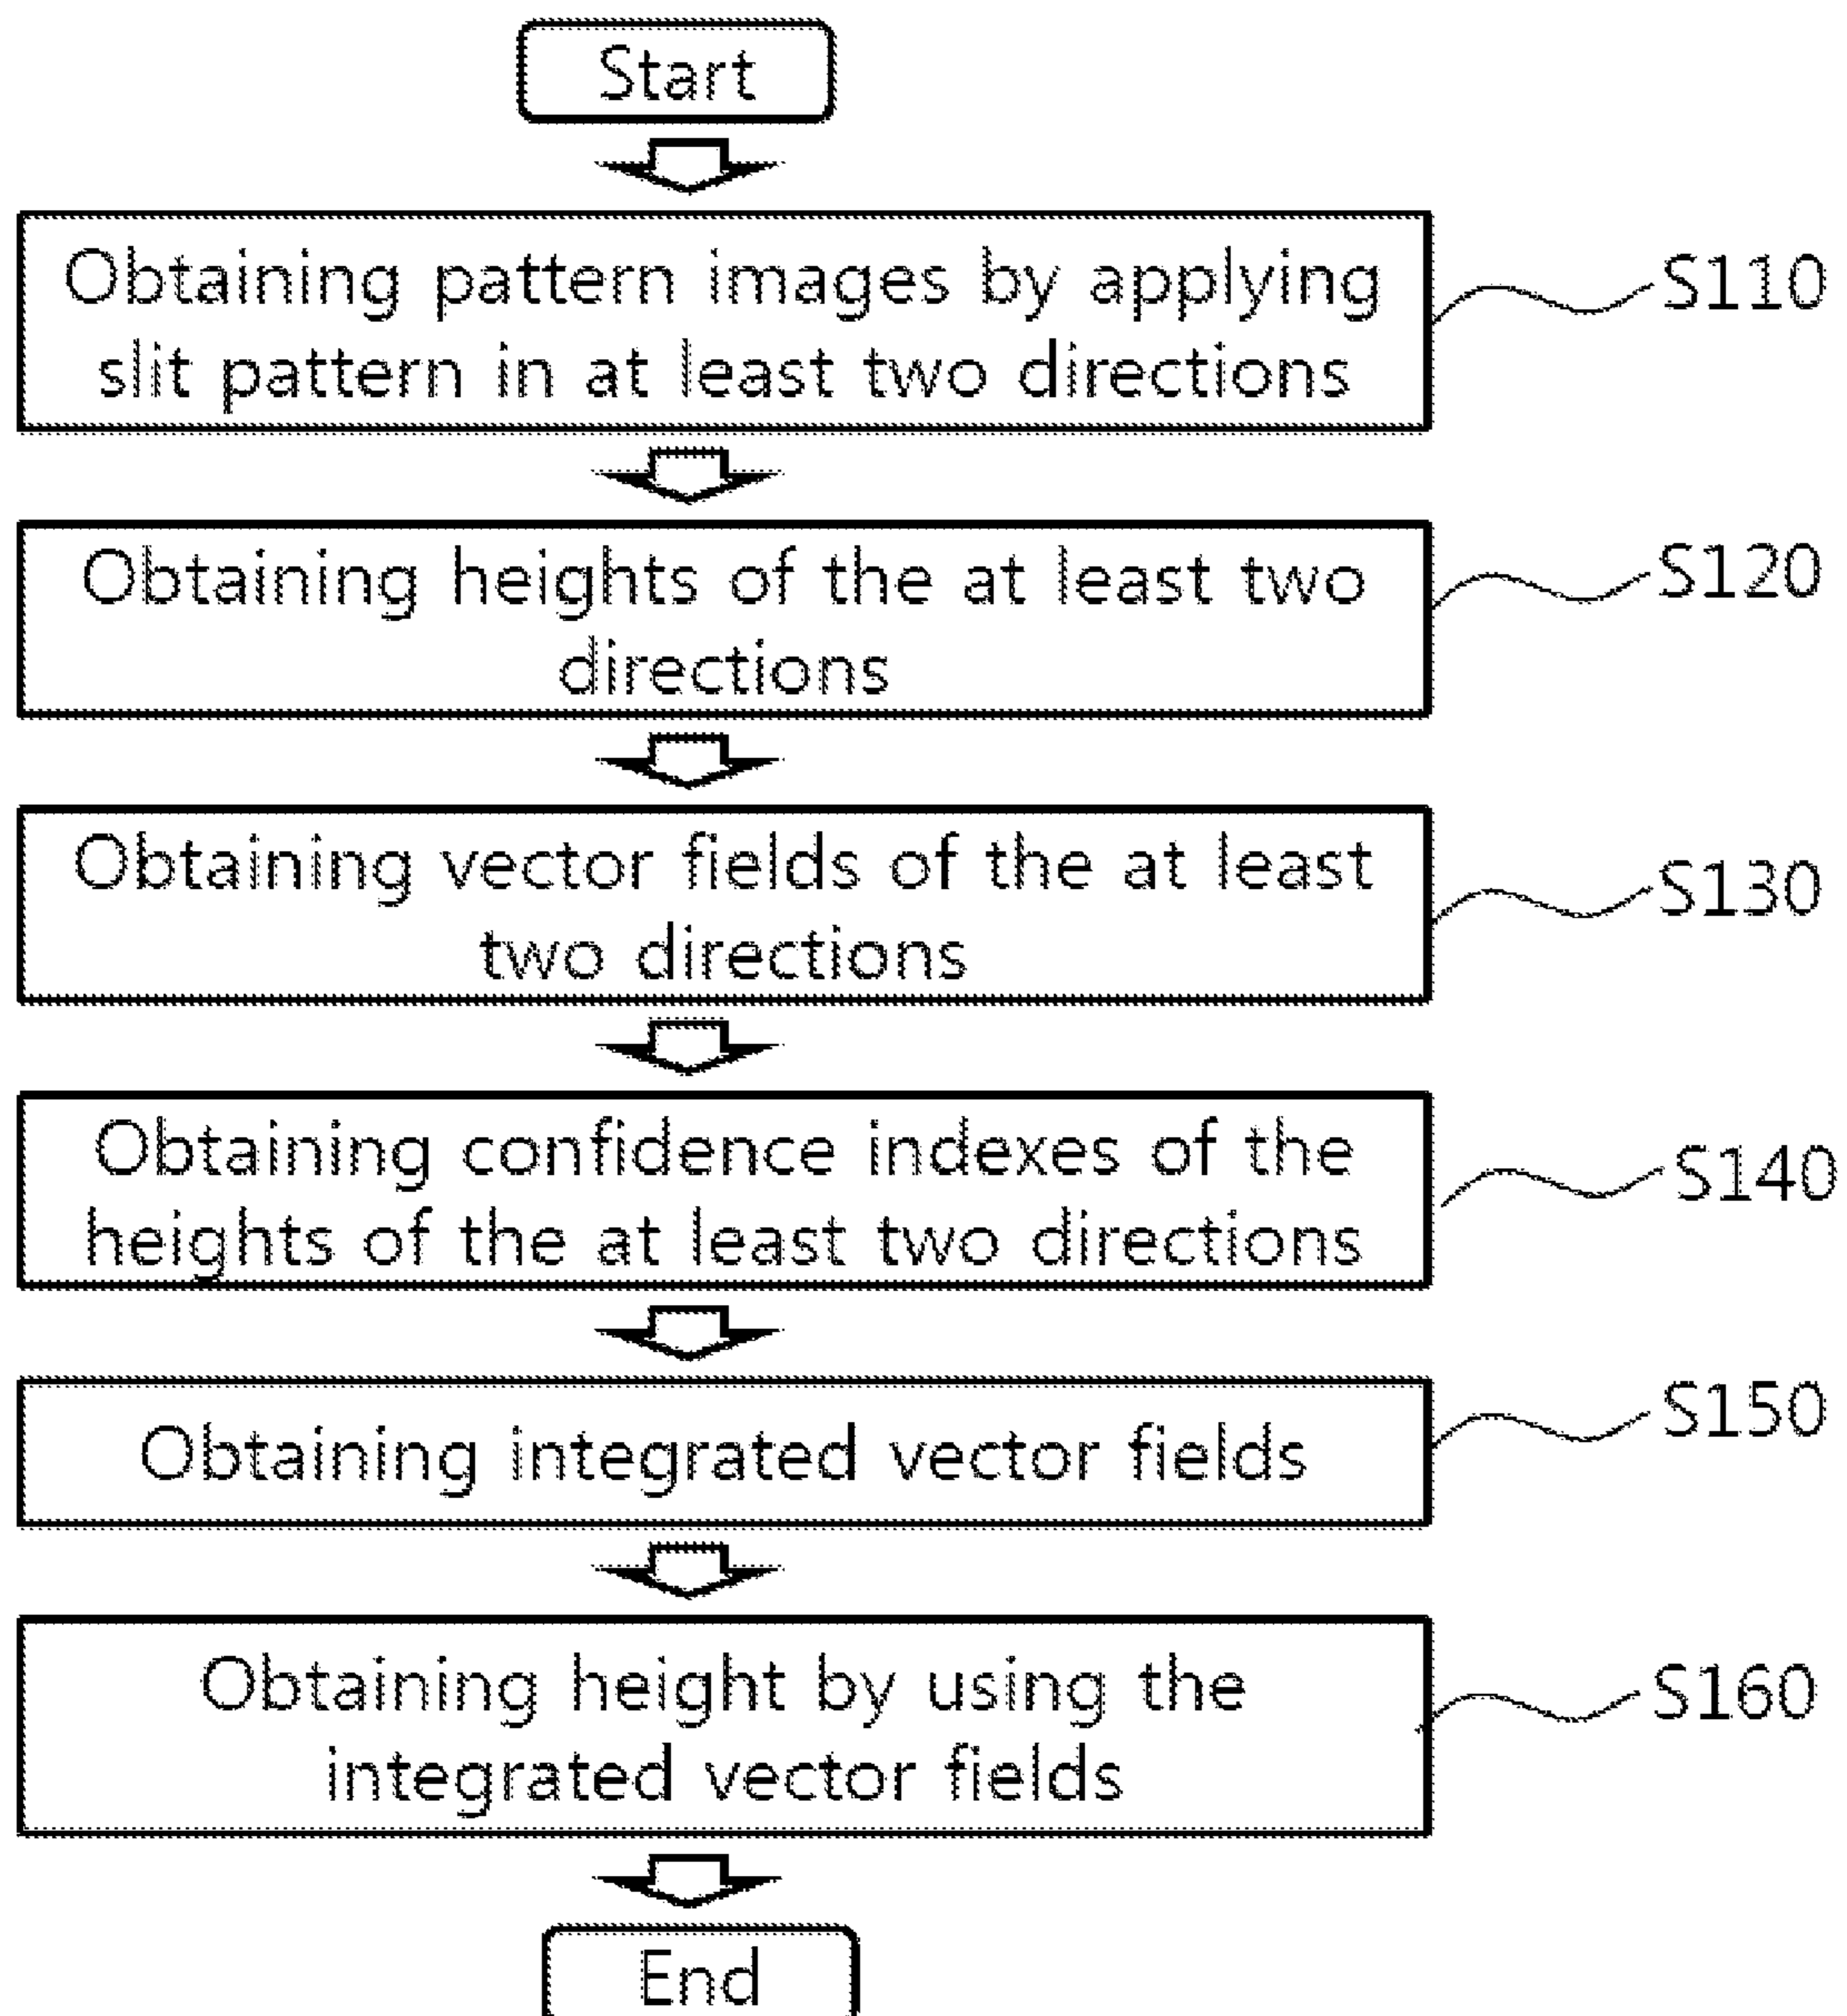 Start
Obtaining pattern images by applying
slit pattern in at least two directions
S110
Obtaining heights of the at least two
directions
S120
Obtaining vector fields of the at least
two directions
S130
Obtaining confidence indexes of the
heights of the at least two directions
S140
Obtaining integrated vector fields
S150
Obtaining height by using the
integrated vector fields
S160
End